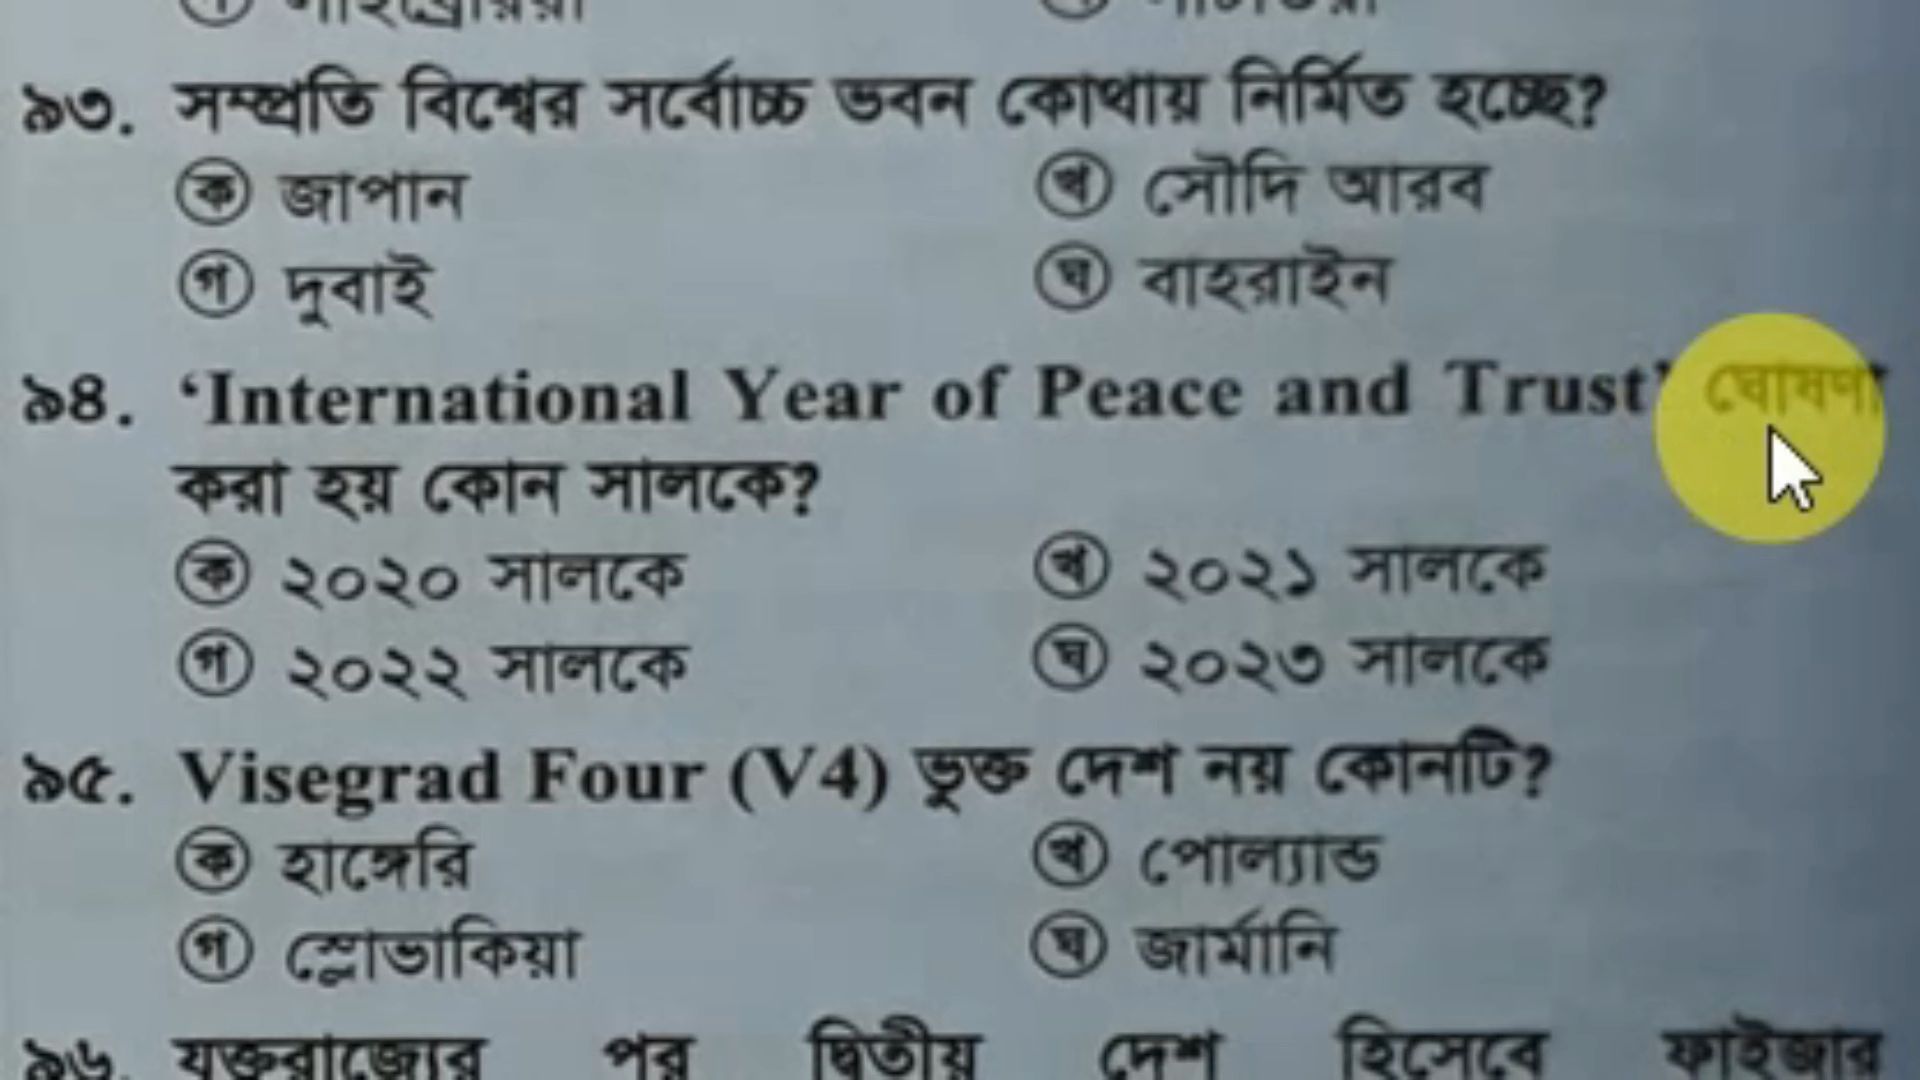 ৯৩. সম্প্রতি বিশ্বের সর্বোচ্চ ভবন কোথায় নির্মিত হচ্ছে?
ক জাপান খ সৌদি আরব
গ দুবাই ঘ বাহরাইন
৯৪. ‘International Year of Peace and Trust’ ঘোষণা
করা হয় কোন সালকে?
ক ২০২০ সালকে খ ২০২১ সালকে
গ ২০২২ সালকে ঘ ২০২৩ সালকে
৯৫. Visegrad Four (V4) ভুক্ত দেশ নয় কোনটি?
ক হাঙ্গেরি খ পোল্যান্ড
গ স্লোভাকিয়া ঘ জার্মানি
৯৬. যুক্তরাজ্যের পর দ্বিতীয় দেশ হিসেবে ফাইজার